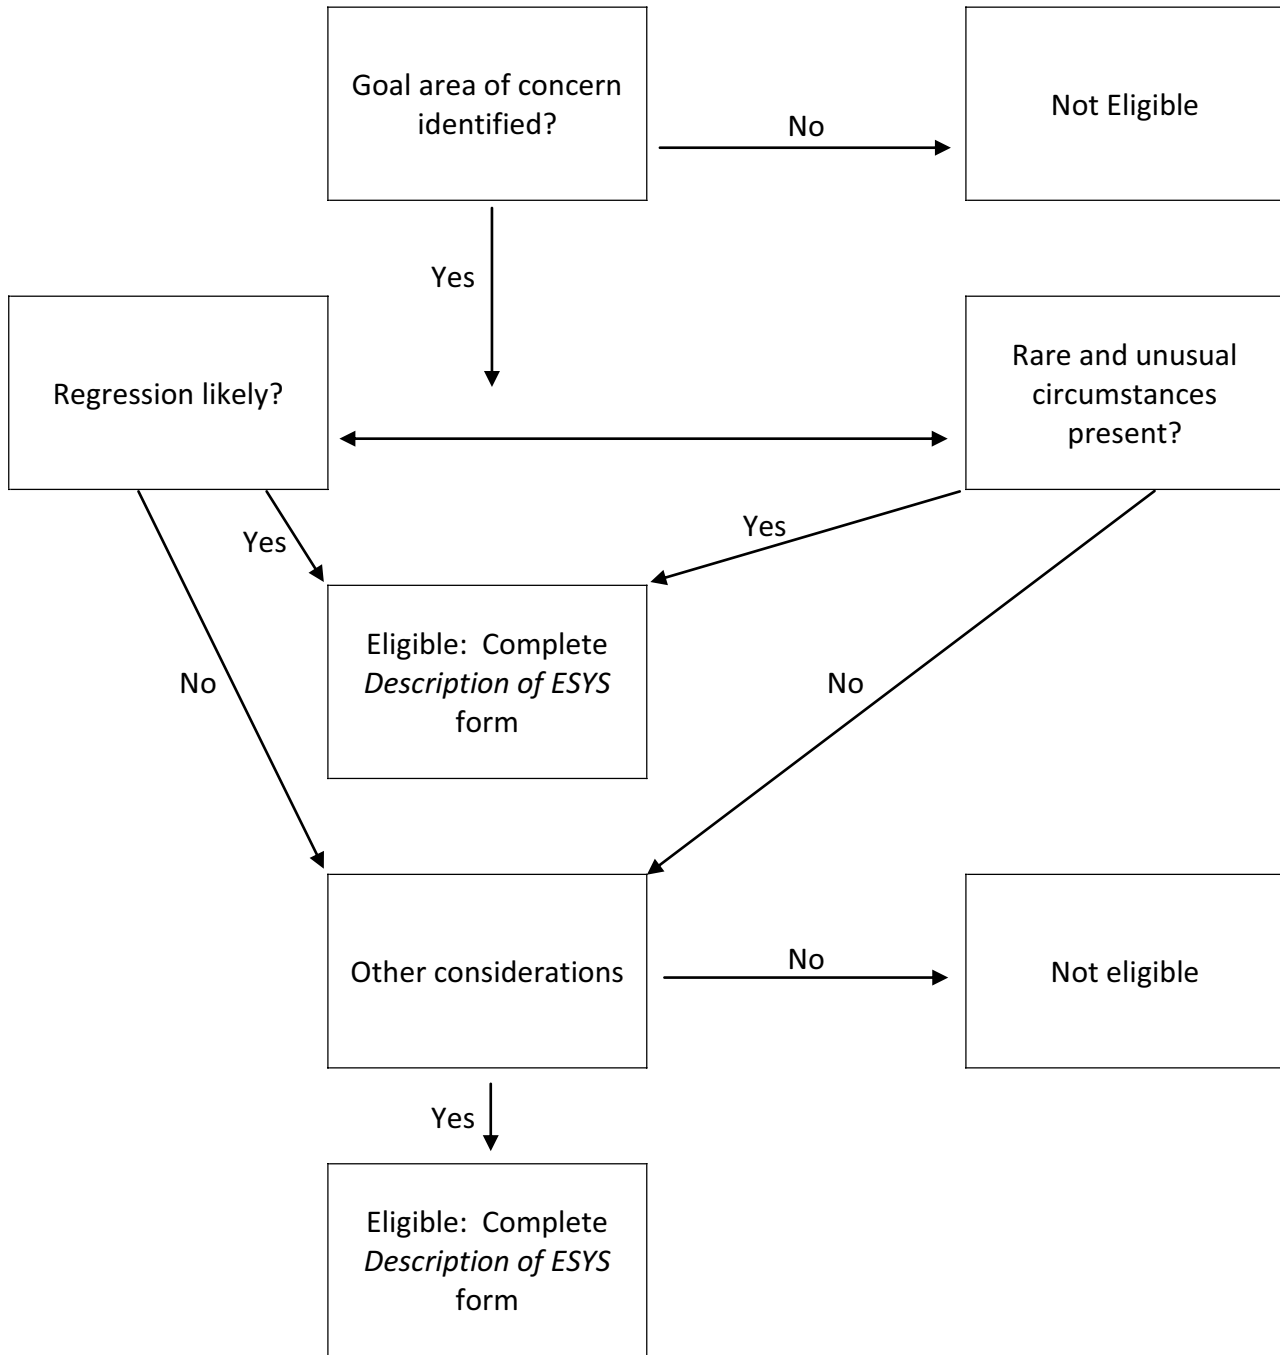 Goal area of concern
identified?
No
Not Eligible
Yes
Regression likely?
Rare and unusual
circumstances
present?
Yes
Yes
Eligible:  Complete
Description of ESYS
form
No
No
Other considerations
No
Not eligible
Yes
Eligible:  Complete
Description of ESYS
form